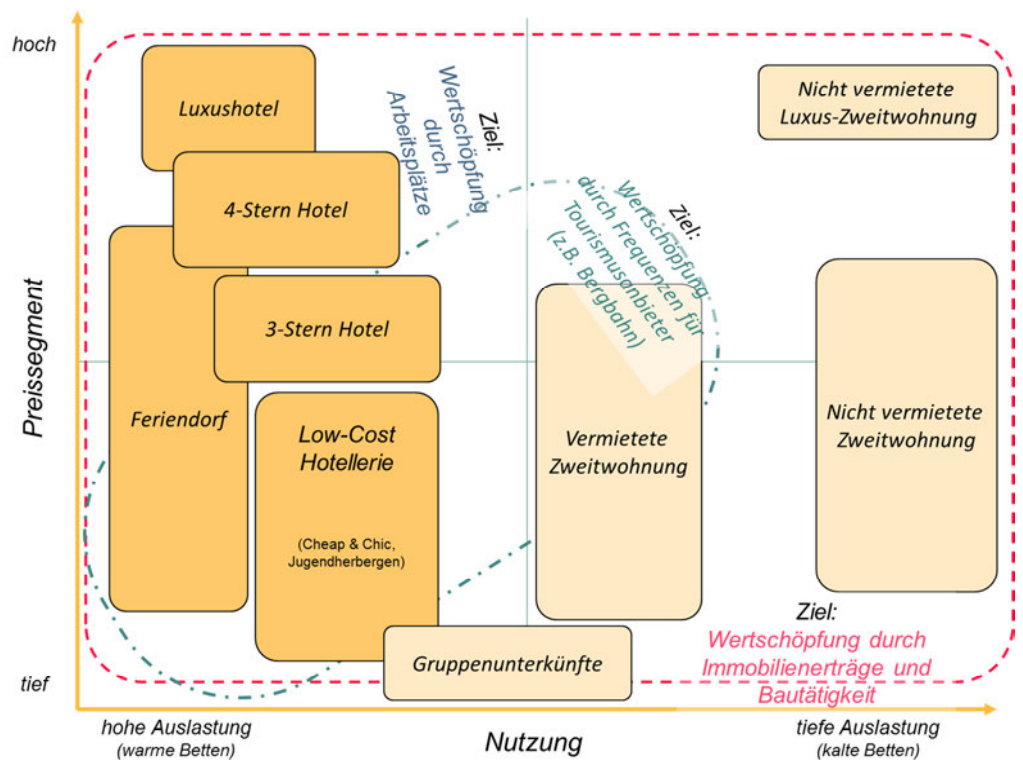 hoch
Preissegment
tief
Luxushotel
4-Stern Hotel
3-Stern Hotel
Feriendorf
Low-Cost
Hotellerie
(Cheap & Chic,
Jugendherbergen)
Ziel:
Wertschöpfung
durch
Arbeitsplätze
Ziel:
Wertschöpfung
durch Frequenzen für
Tourismusanbieter
(z.B. Bergbahn)
Nicht vermietete
Luxus-Zweitwohnung
Vermietete
Zweitwohnung
Nicht vermietete
Zweitwohnung
Gruppenunterkünfte
Ziel:
Wertschöpfung durch
Immobilienerträge und
Bautätigkeit
hohe Auslastung
(warme Betten)
Nutzung
tiefe Auslastung
(kalte Betten)